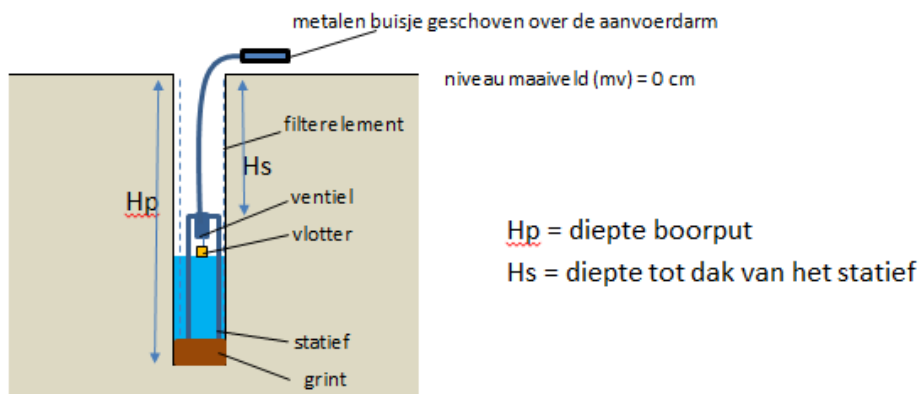 metalen buisje geschoven over de aanvoerdarm
niveau maaiveld (mv) = 0 cm
filterelement
Hs
Hp
ventiel
vlotter
Hp = diepte boorput
Hs = diepte tot dak van het statief
statief
grint